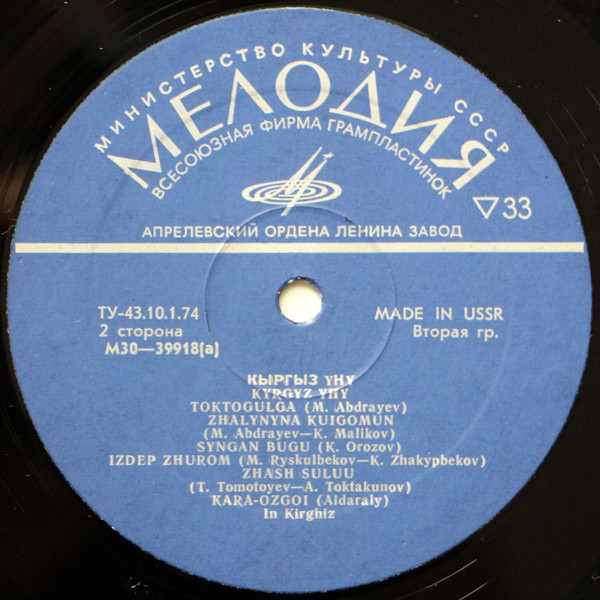 МИНИСТЕРСТВО КУЛЬТУРЫ СССР
МЕЛОДИЯ
ВСЕСОЮЗНАЯ ФИРМА ГРАМПЛАСТИНОК
▽33
АПРЕЛЕВСКИЙ ОРДЕНА ЛЕНИНА ЗАВОД
ТУ-43.10.1.74
MADE IN USSR
2 сторона
Вторая гр.
М30—39918(а)
КЫРГЫЗ ҮНҮ
KYRGYZ YHY
TOKTOGULGA (M. Abdrayev)
ZHALYNYNA KUIGOMUN
(M. Abdrayev—K. Malikov)
SYNGAN BUGU (K. Orozov)
IZDEP ZHUROM (M. Ryskulbekov—K. Zhakypbekov)
ZHASH SULUU
(T. Tomotoyev—A. Toktakunov)
KARA-OZGOI (Aidaraly)
In Kirghiz